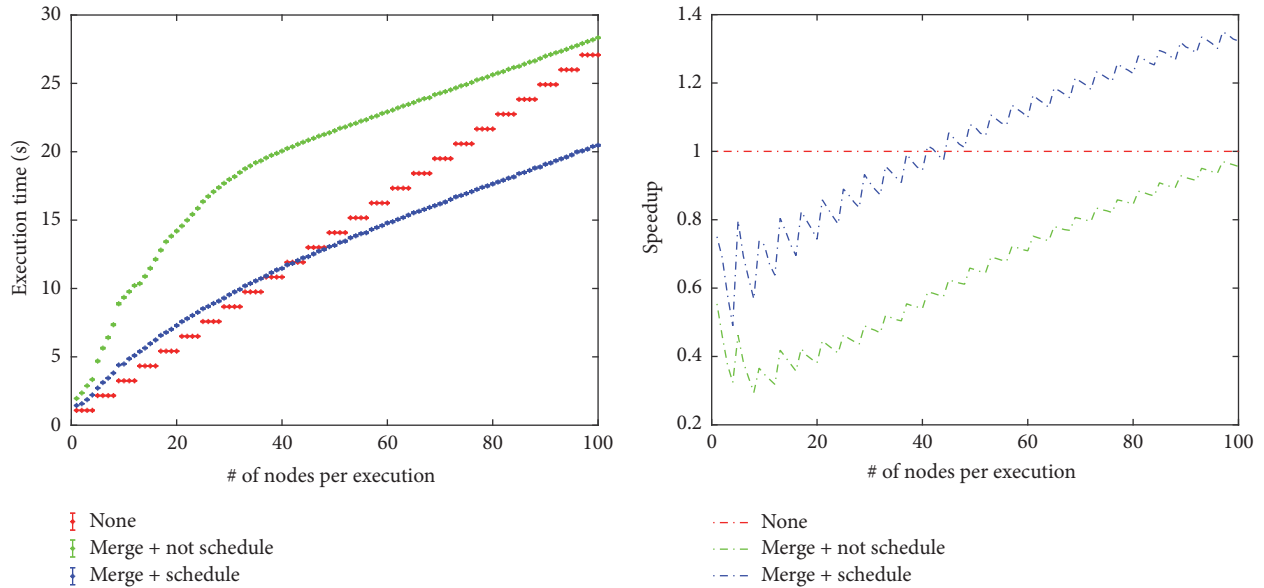 30
25
20
15
10
5
0
Execution time (s)
0 20 40 60 80 100
# of nodes per execution
None
Merge + not schedule
Merge + schedule
1.4
1.2
1
0.8
0.6
0.4
0.2
Speedup
0 20 40 60 80 100
# of nodes per execution
None
Merge + not schedule
Merge + schedule